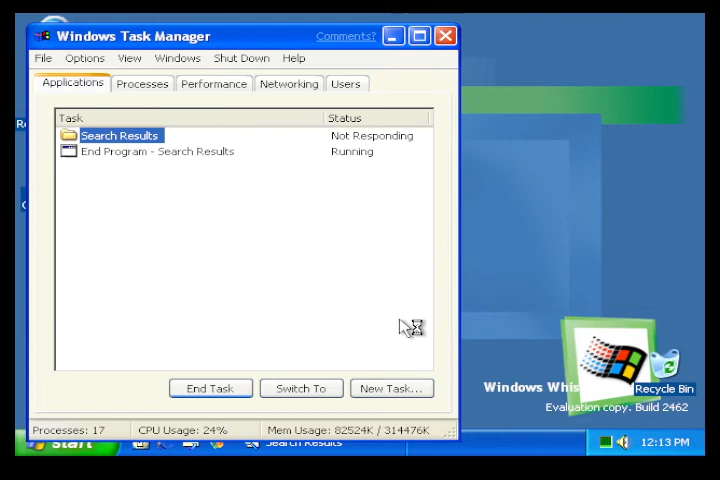 Windows Task Manager Comments?
File Options View Windows Shut Down Help
Applications Processes Performance Networking Users
Task Status
Search Results Not Responding
End Program - Search Results Running
End Task Switch To New Task...
Windows Whis
Recycle Bin
Evaluation copy. Build 2462
Processes: 17 CPU Usage: 24% Mem Usage: 82524K / 314476K
start Search Results 12:13 PM